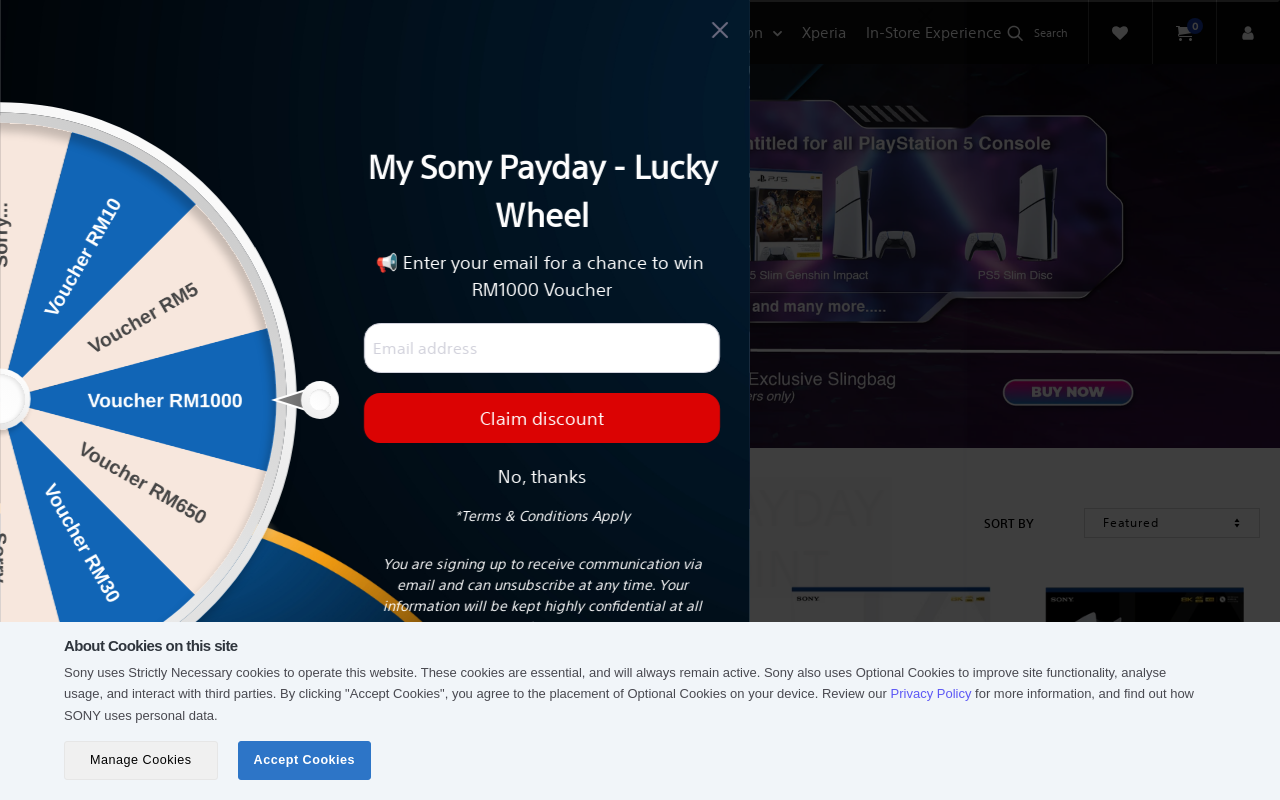 on
Xperia
In-Store Experience
Search
0
ntitled for all PlayStation 5 Console
5 Slim Genshin Impact
PS5 Slim Disc
and many more.....
Exclusive Slingbag
ers only)
BUY NOW
My Sony Payday - Lucky
Wheel
📢 Enter your email for a chance to win
RM1000 Voucher
Email address
Claim discount
No, thanks
*Terms & Conditions Apply
You are signing up to receive communication via
email and can unsubscribe at any time. Your
information will be kept highly confidential at all
Sorry...
Voucher RM10
Voucher RM5
Voucher RM1000
Voucher RM650
Voucher RM30
Sorry
SORT BY
Featured
SONY
SONY
About Cookies on this site
Sony uses Strictly Necessary cookies to operate this website. These cookies are essential, and will always remain active. Sony also uses Optional Cookies to improve site functionality, analyse
usage, and interact with third parties. By clicking "Accept Cookies", you agree to the placement of Optional Cookies on your device. Review our Privacy Policy for more information, and find out how
SONY uses personal data.
Manage Cookies
Accept Cookies